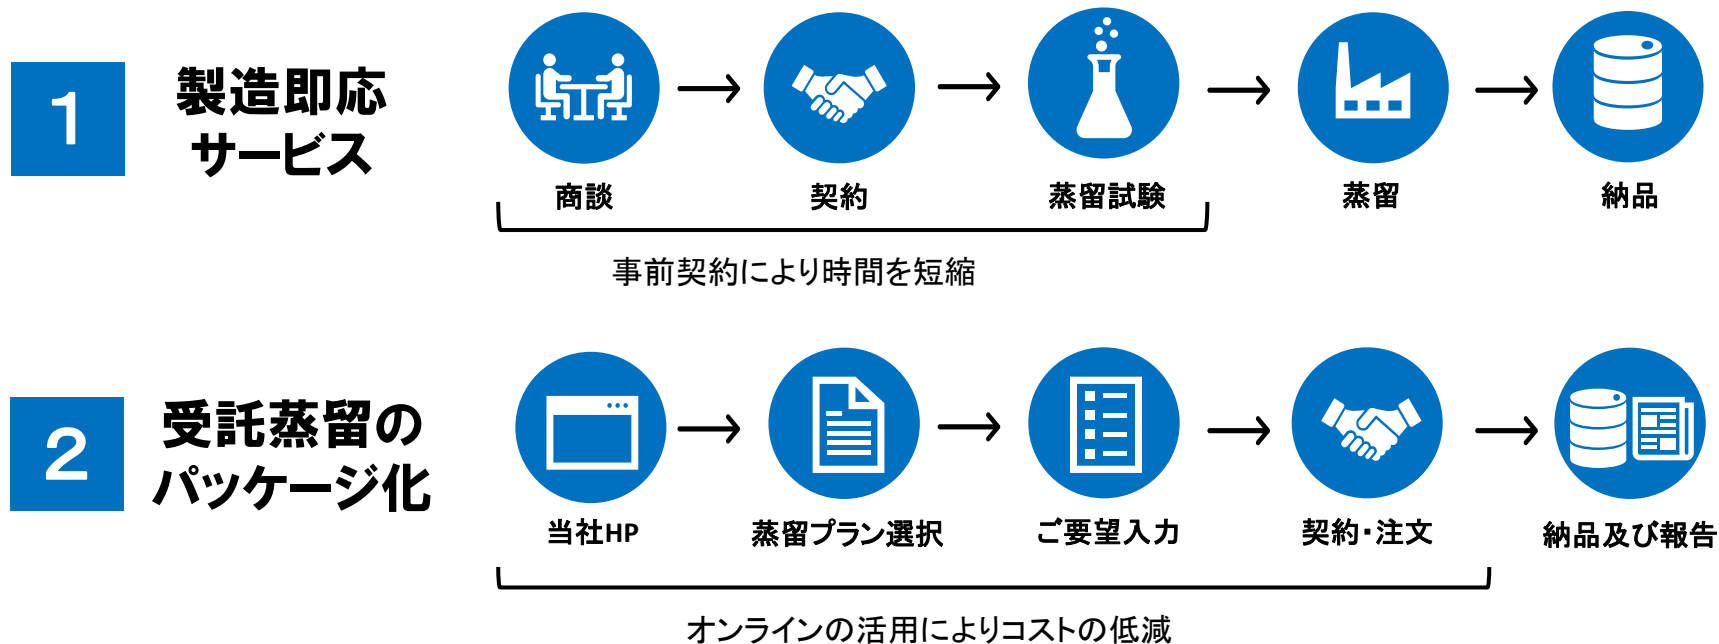 1
製造即応
サービス
商談
契約
蒸留試験
蒸留
納品
事前契約により時間を短縮
2
受託蒸留の
パッケージ化
当社HP
蒸留プラン選択
ご要望入力
契約・注文
納品及び報告
オンラインの活用によりコストの低減